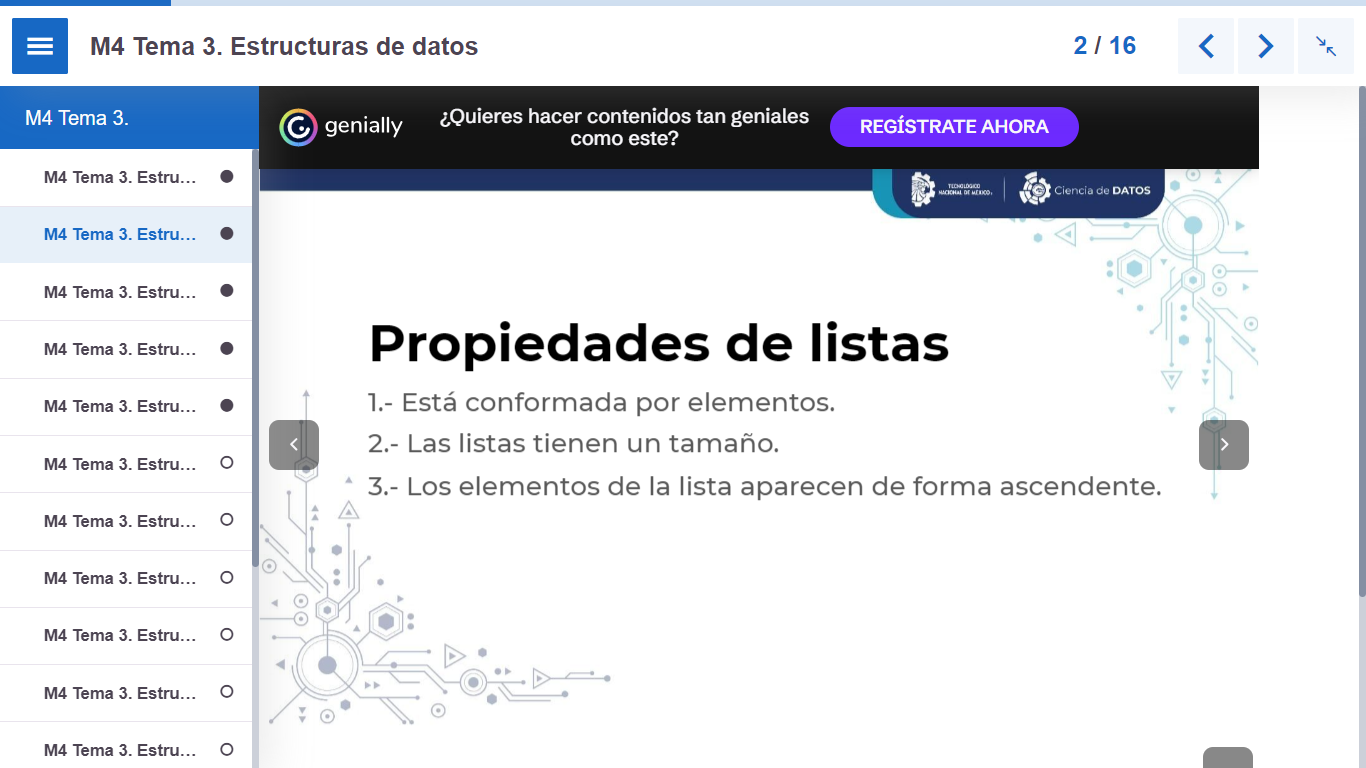 M4 Tema 3. Estructuras de datos
2 / 16
M4 Tema 3.
genially
¿Quieres hacer contenidos tan geniales
como este?
REGÍSTRATE AHORA
M4 Tema 3. Estru...
M4 Tema 3. Estru...
M4 Tema 3. Estru...
M4 Tema 3. Estru...
M4 Tema 3. Estru...
M4 Tema 3. Estru...
M4 Tema 3. Estru...
M4 Tema 3. Estru...
M4 Tema 3. Estru...
M4 Tema 3. Estru...
M4 Tema 3. Estru...
TECNOLÓGICO
NACIONAL DE MÉXICO
Ciencia de DATOS
Propiedades de listas
1.- Está conformada por elementos.
2.- Las listas tienen un tamaño.
3.- Los elementos de la lista aparecen de forma ascendente.